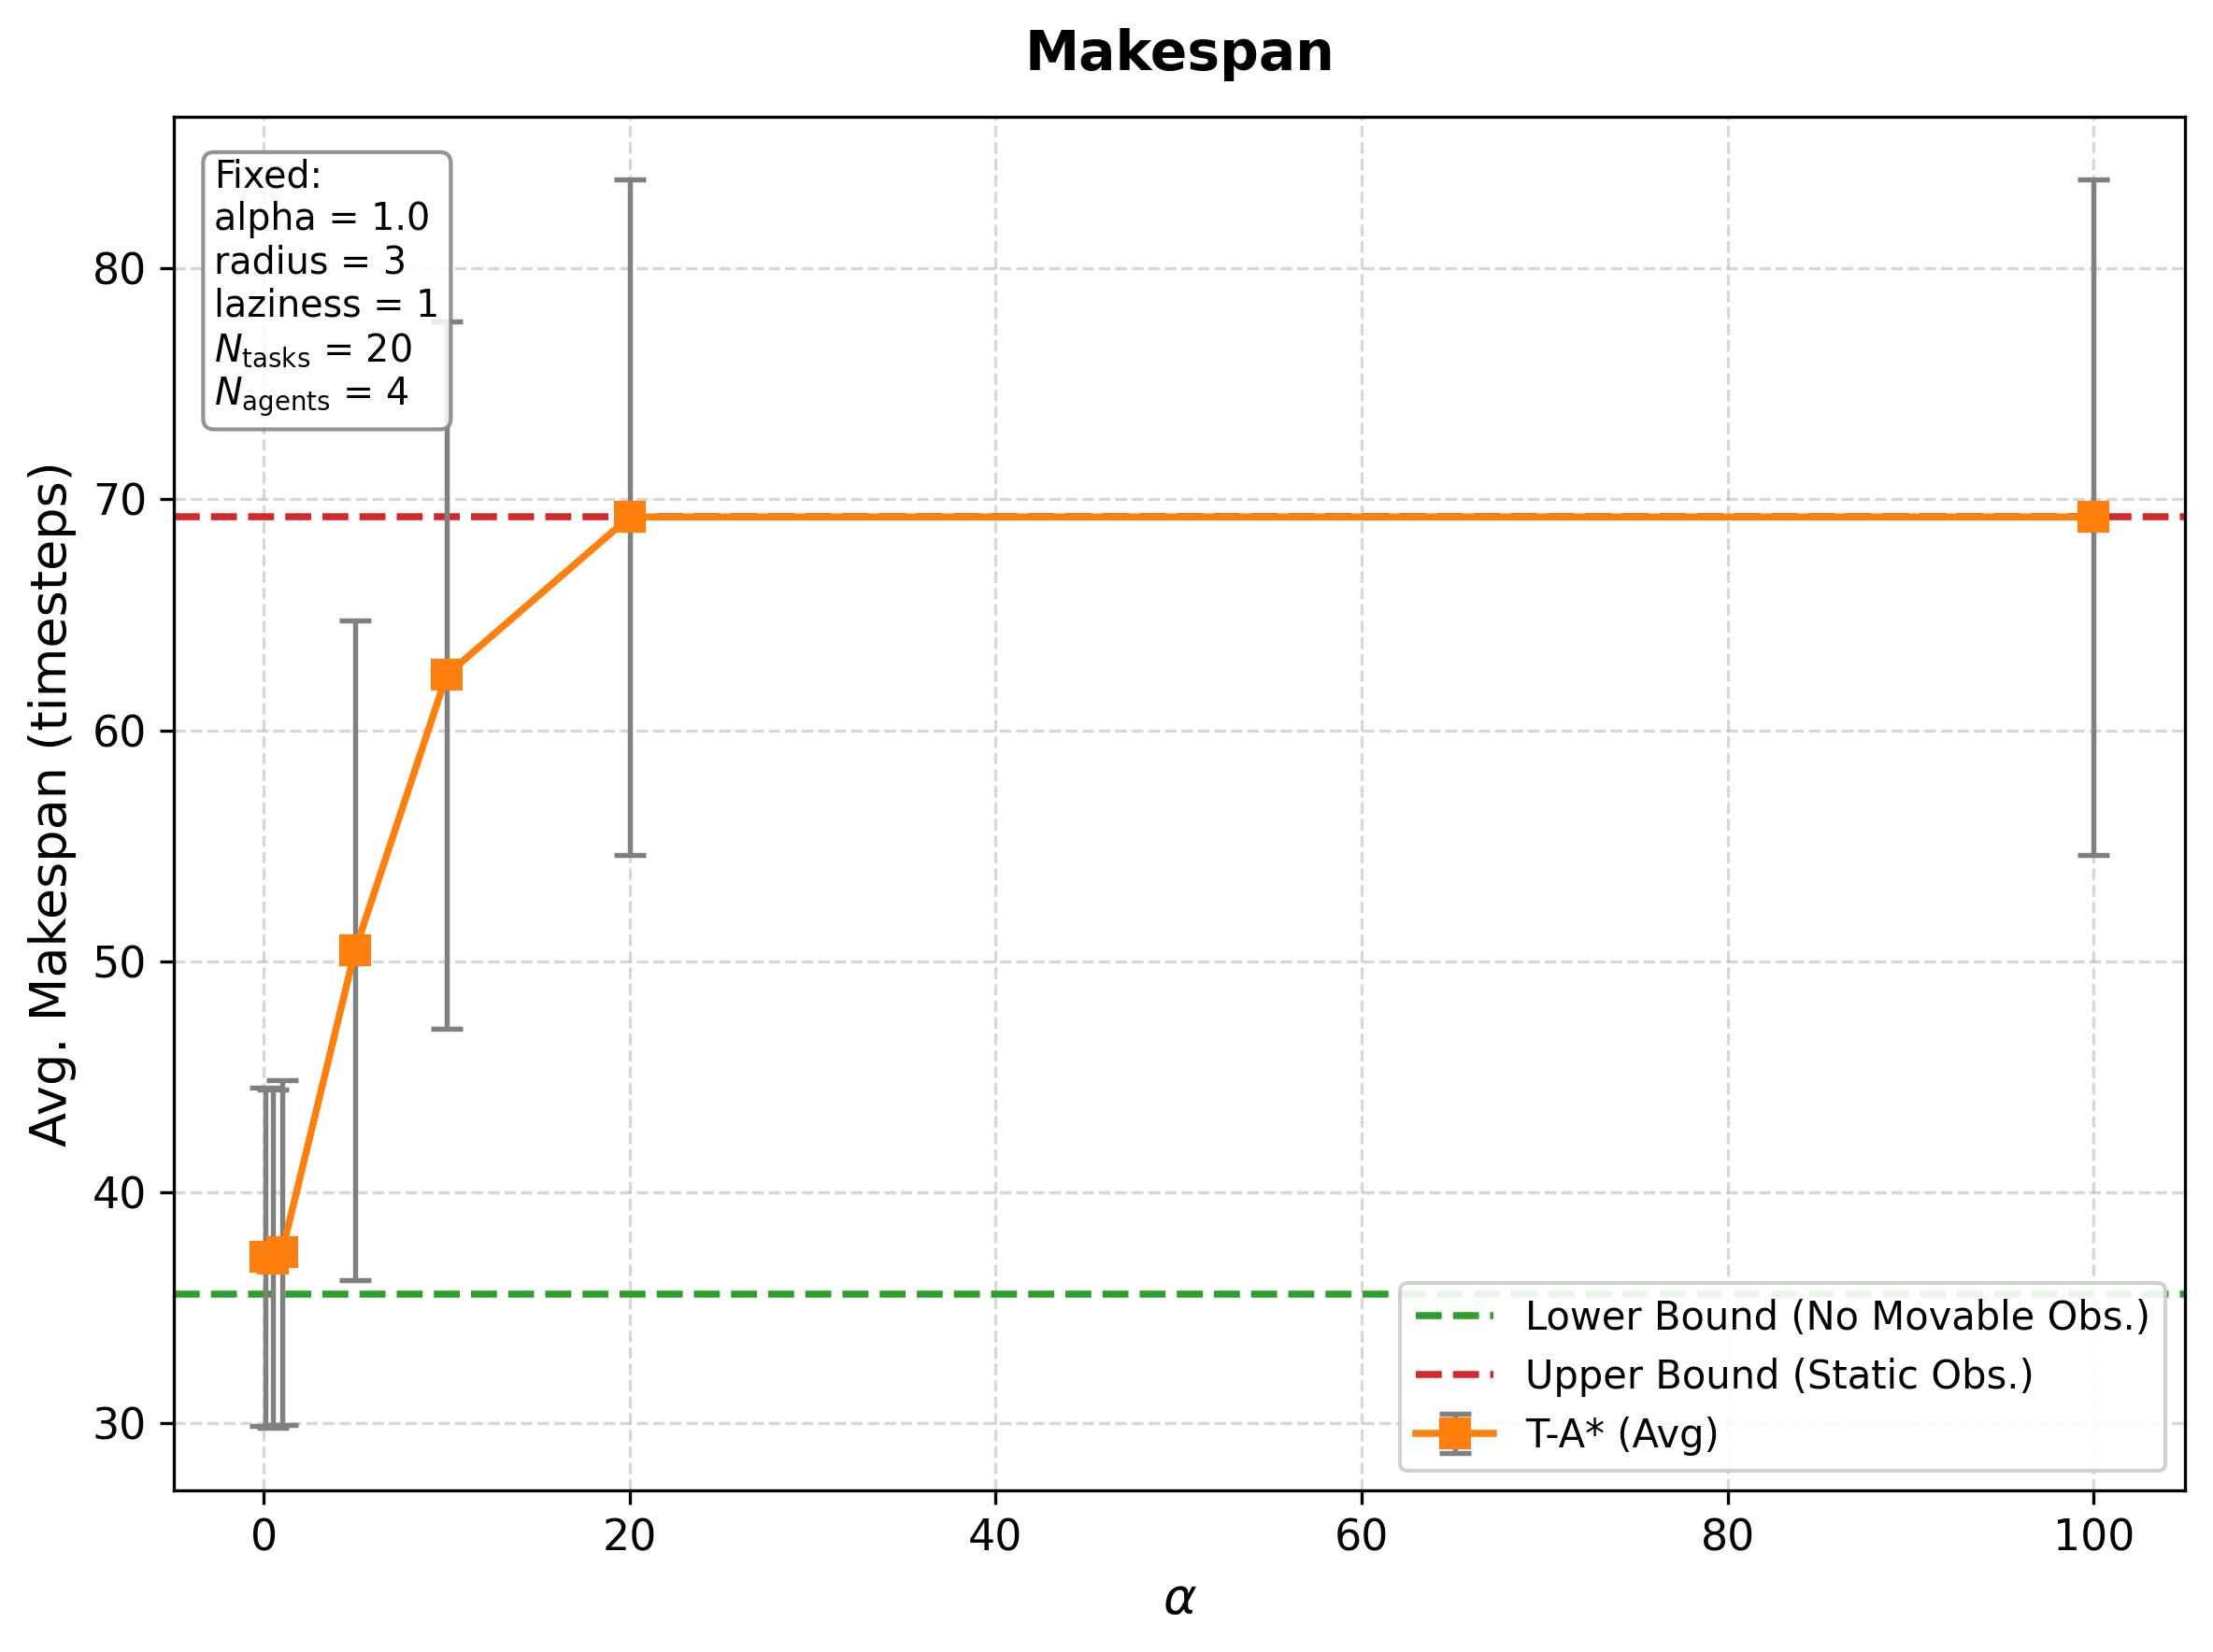 Makespan
Fixed:
alpha = 1.0
radius = 3
laziness = 1
N_tasks = 20
N_agents = 4
Avg. Makespan (timesteps)
80
70
60
50
40
30
0 20 40 60 80 100
α
Lower Bound (No Movable Obs.)
Upper Bound (Static Obs.)
T-A* (Avg)